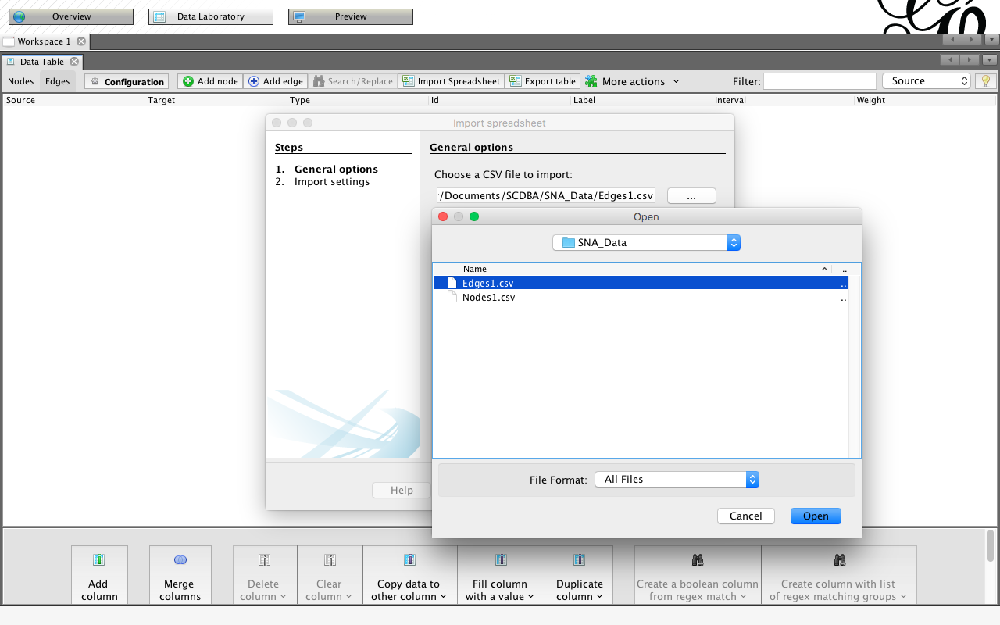 Overview Data Laboratory Preview
Workspace 1
Data Table
Nodes Edges Configuration Add node Add edge Search/Replace Import Spreadsheet Export table More actions Filter: Source
Source Target Type Id Label Interval Weight
Import spreadsheet
Steps
1. General options
2. Import settings
General options
Choose a CSV file to import:
/Documents/SCDBA/SNA_Data/Edges1.csv ...
Help
Open
SNA_Data
Name ...
Edges1.csv ...
Nodes1.csv ...
File Format: All Files
Cancel Open
Add column
Merge columns
Delete column
Clear column
Copy data to other column
Fill column with a value
Duplicate column
Create a boolean column from regex match
Create column with list of regex matching groups